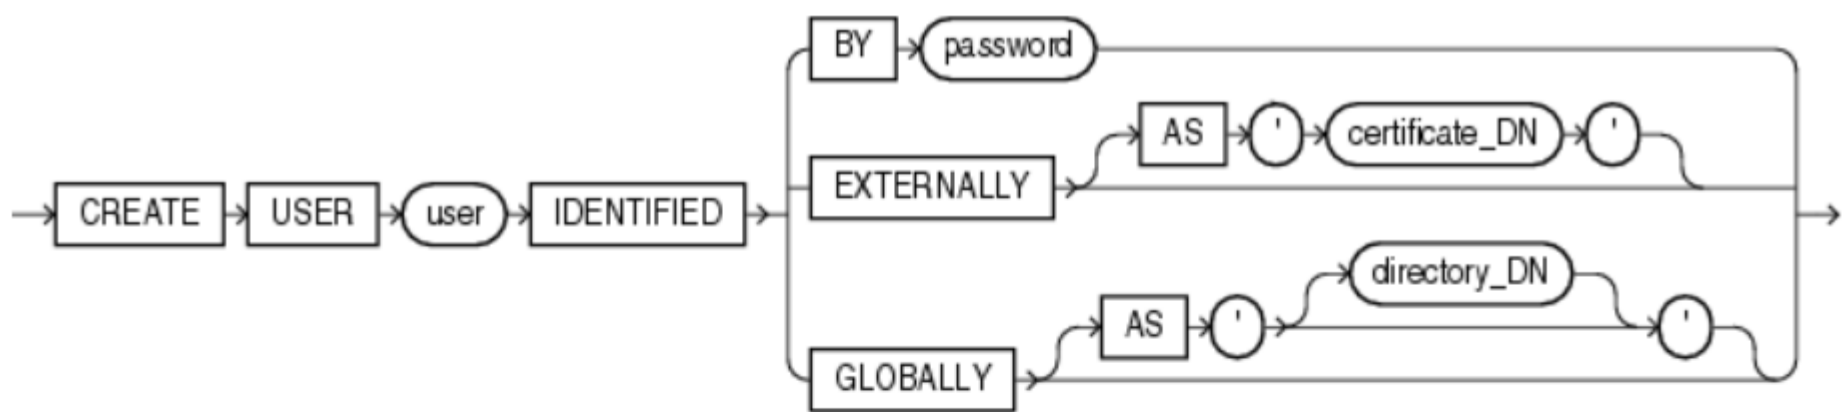 BY password
AS ' certificate_DN '
EXTERNALLY
CREATE USER user IDENTIFIED
directory_DN
AS ' '
GLOBALLY